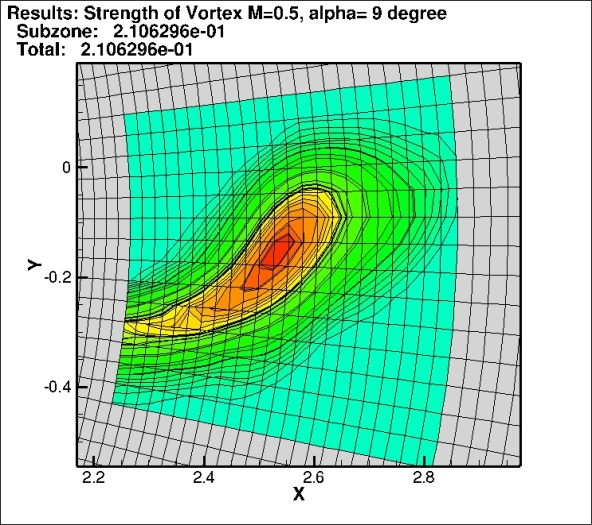 Results: Strength of Vortex M=0.5, alpha= 9 degree
Subzone: 2.106296e-01
Total: 2.106296e-01
0
-0.2
-0.4
Y
2.2 2.4 2.6 2.8
X